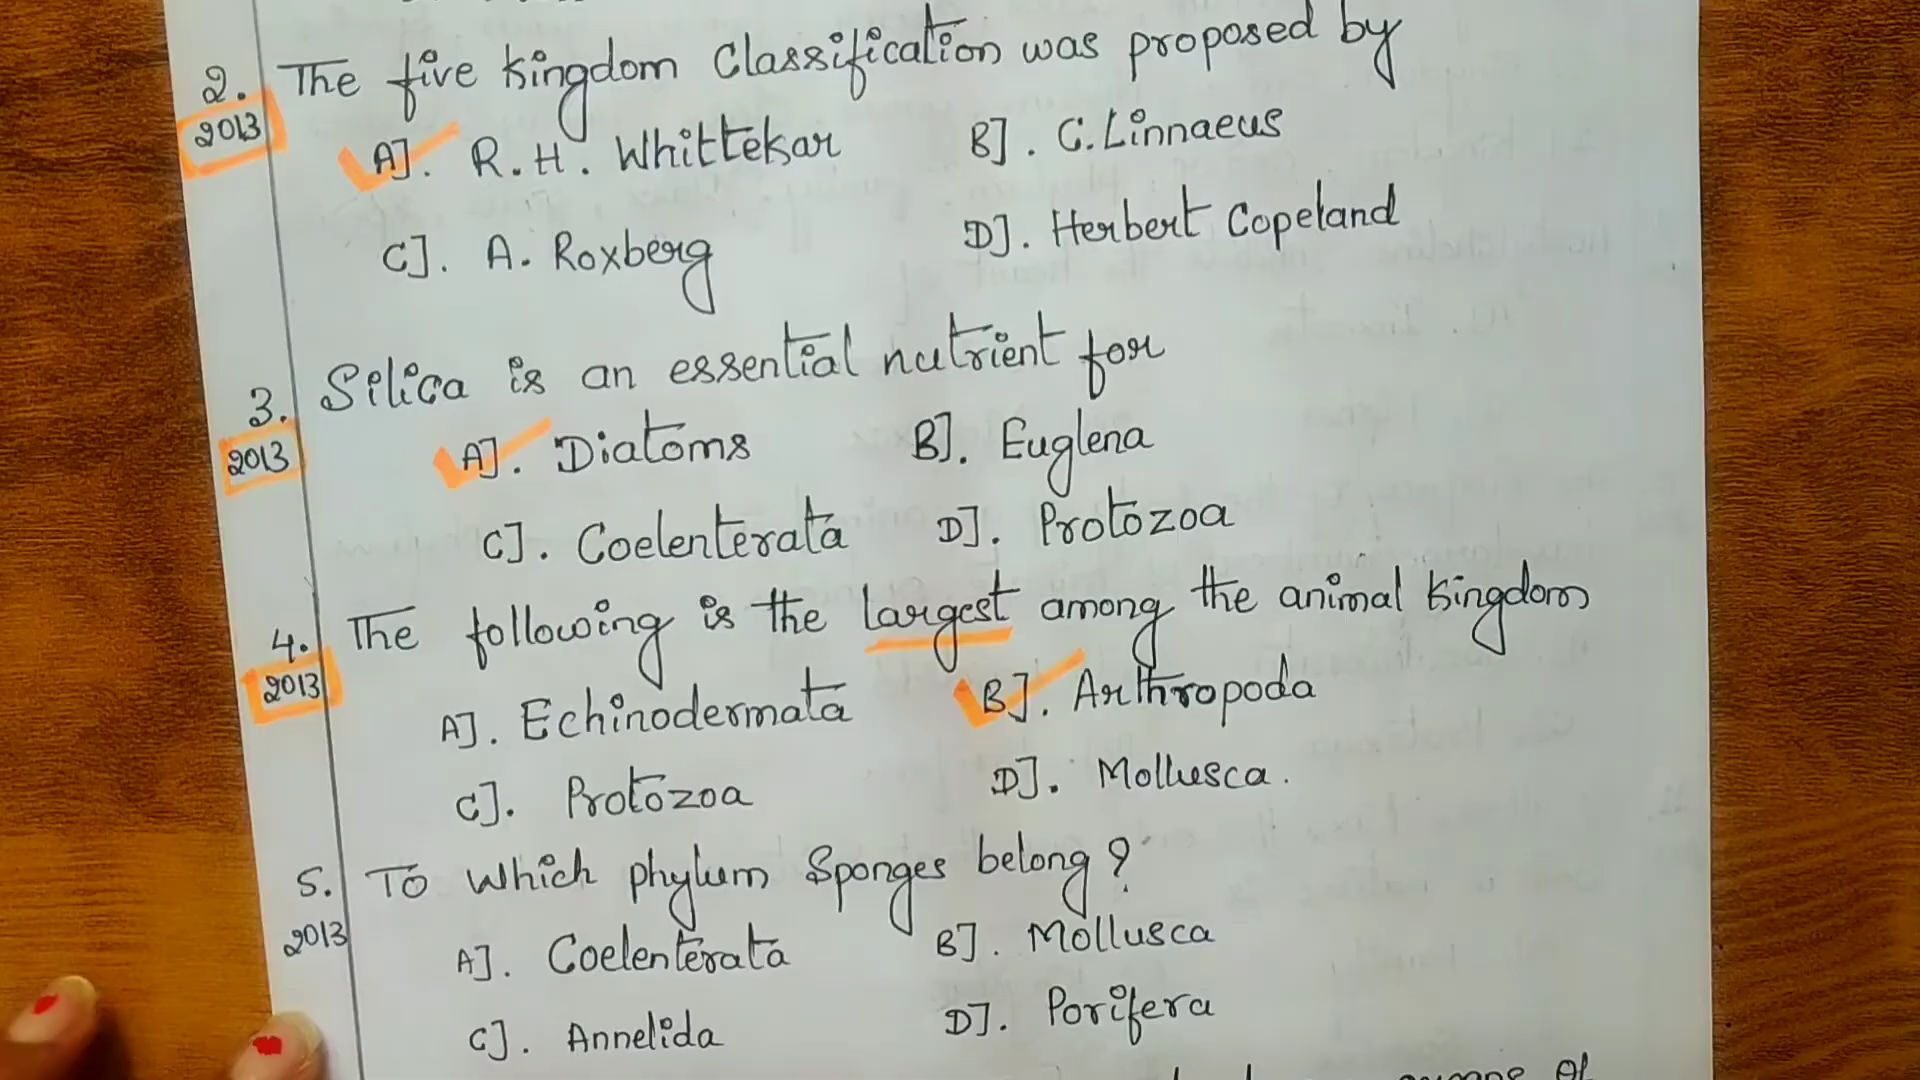 2. The five kingdom Classification was proposed by
2013
A]. R.H. Whittekar B]. C.Linnaeus
C]. A. Roxberg D]. Herbert Copeland
3. Silica is an essential nutrient for
2013
A]. Diatoms B]. Euglena
C]. Coelenterata D]. Protozoa
4. The following is the largest among the animal kingdom
2013
A]. Echinodermata B]. Arthropoda
C]. Protozoa D]. Mollusca.
5. To which phylum Sponges belong?
2013
A]. Coelenterata B]. Mollusca
C]. Annelida D]. Porifera